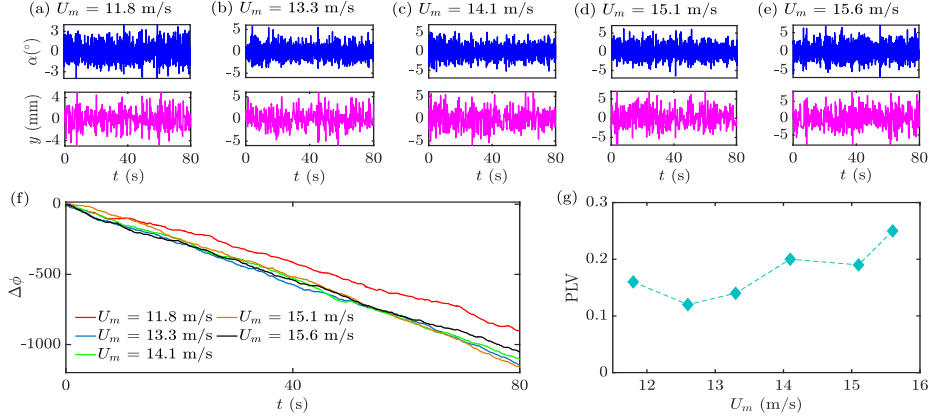 (a) U_m = 11.8 m/s (b) U_m = 13.3 m/s (c) U_m = 14.1 m/s (d) U_m = 15.1 m/s (e) U_m = 15.6 m/s
α(°)
3 0 -3
5 0 -5
5 0 -5
5 0 -5
5 0 -5
y (mm)
4 0 -4
5 0 -5
5 0 -5
5 0 -5
5 0 -5
0 40 80 0 40 80 0 40 80 0 40 80 0 40 80
t (s) t (s) t (s) t (s) t (s)
(f)
Δϕ
0
-500
-1000
U_m = 11.8 m/s U_m = 15.1 m/s
U_m = 13.3 m/s U_m = 15.6 m/s
U_m = 14.1 m/s
0 40 80
t (s)
(g)
PLV
0.3
0.2
0.1
0
12 13 14 15 16
U_m (m/s)